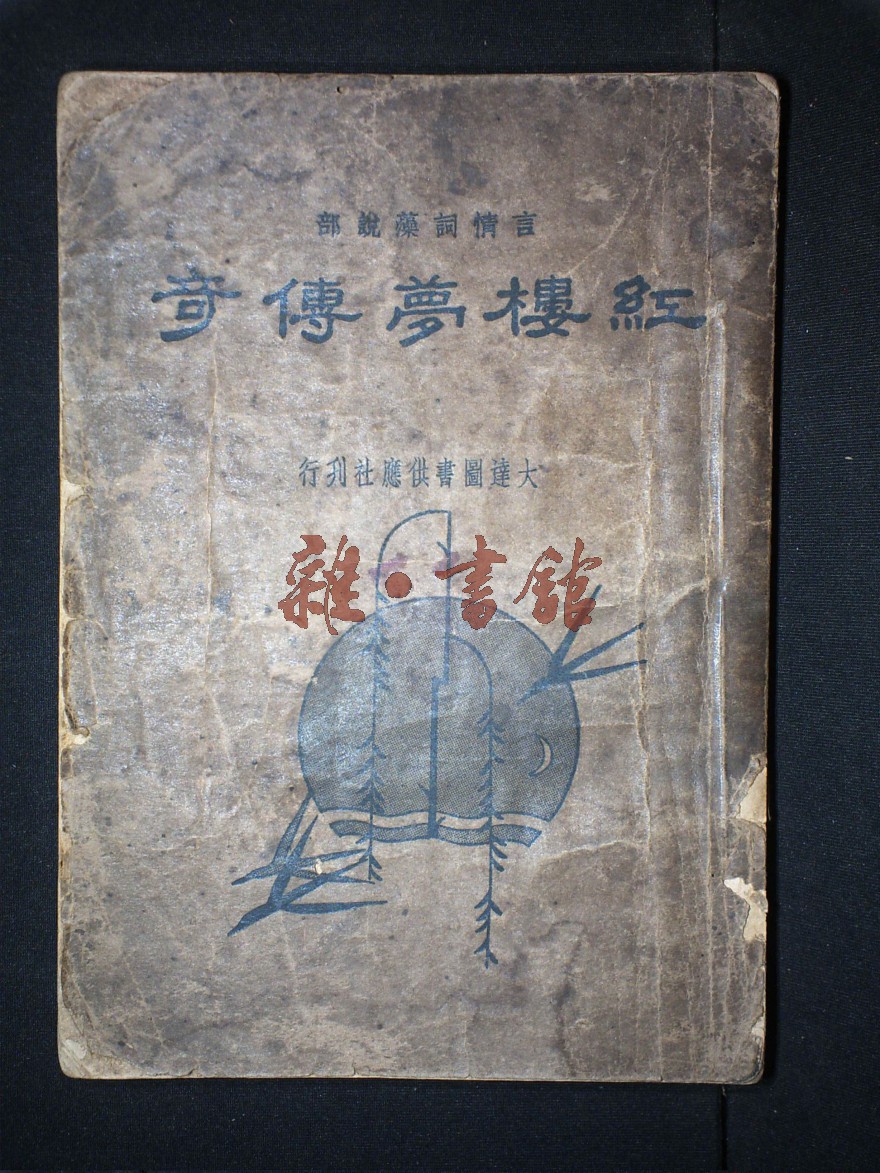 言情詞藻說部
紅樓夢傳奇
大達圖書供應社刋行
雜·書館